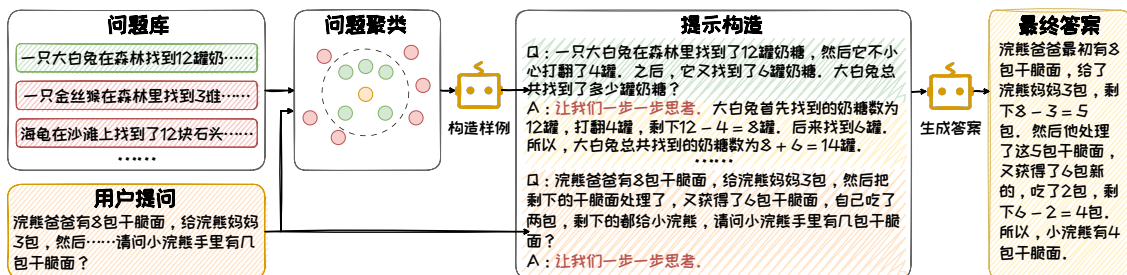 问题库
一只大白兔在森林找到12罐奶……
一只金丝猴在森林里找到3堆……
海龟在沙滩上找到了12块石头……
……
用户提问
浣熊爸爸有8包干脆面，给浣熊妈妈
3包，然后……请问小浣熊手里有几
包干脆面？
问题聚类
构造样例
提示构造
Q：一只大白兔在森林里找到了12罐奶糖，然后它不小
心打翻了4罐．之后，它又找到了6罐奶糖．大白兔总
共找到了多少罐奶糖？
A：让我们一步一步思考．大白兔首先找到的奶糖数为
12罐，打翻4罐，剩下12－4＝8罐．后来找到6罐．
所以，大白兔总共找到的奶糖数为8＋6＝14罐．
……
Q：浣熊爸爸有8包干脆面，给浣熊妈妈3包，然后把
剩下的干脆面处理了，又获得了6包干脆面，自己吃了
两包，剩下的都给小浣熊，请问小浣熊手里有几包干脆
面？
A：让我们一步一步思考．
生成答案
最终答案
浣熊爸爸最初有8
包干脆面，给了
浣熊妈妈3包，剩
下8－3＝5
包．然后他处理
了这5包干脆面，
又获得了6包新
的，吃了2包，剩
下6－2＝4包．
所以，小浣熊有4
包干脆面．